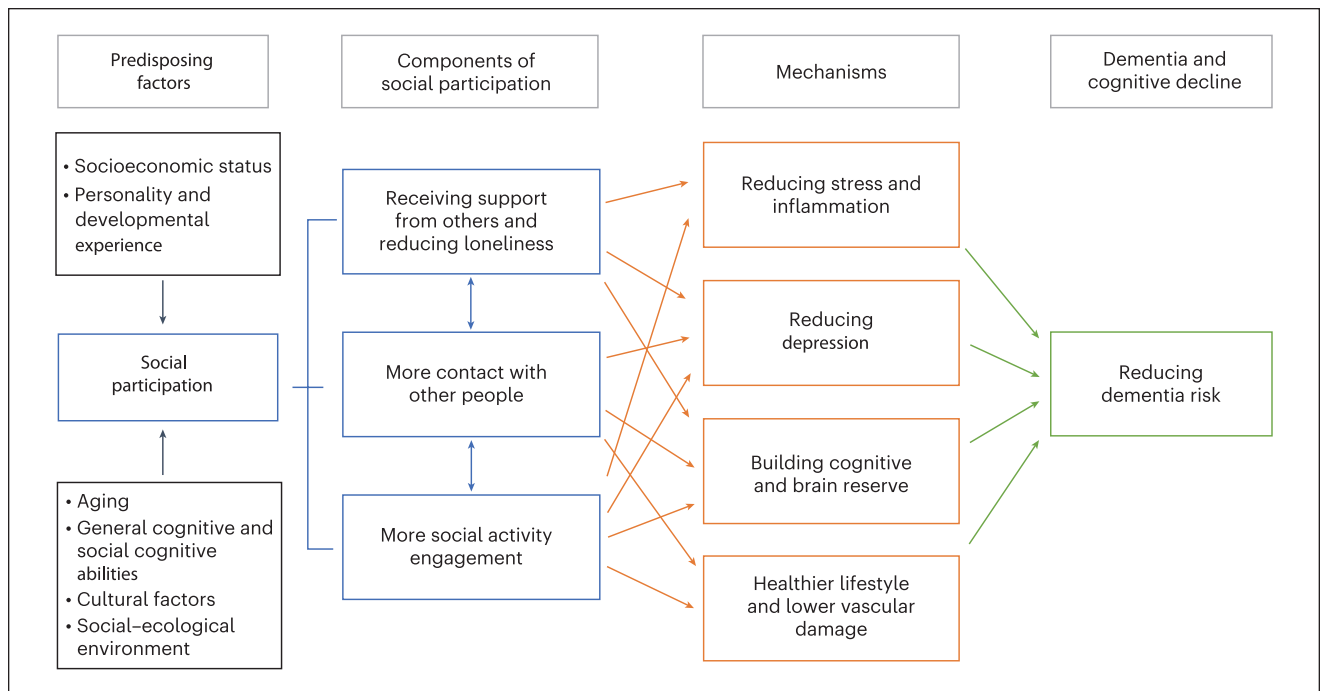 Predisposing
factors
Components of
social participation
Mechanisms
Dementia and
cognitive decline
• Socioeconomic status
• Personality and
developmental
experience
Social
participation
• Aging
• General cognitive and
social cognitive
abilities
• Cultural factors
• Social–ecological
environment
Receiving support
from others and
reducing loneliness
More contact with
other people
More social activity
engagement
Reducing stress and
inflammation
Reducing
depression
Building cognitive
and brain reserve
Healthier lifestyle
and lower vascular
damage
Reducing
dementia risk